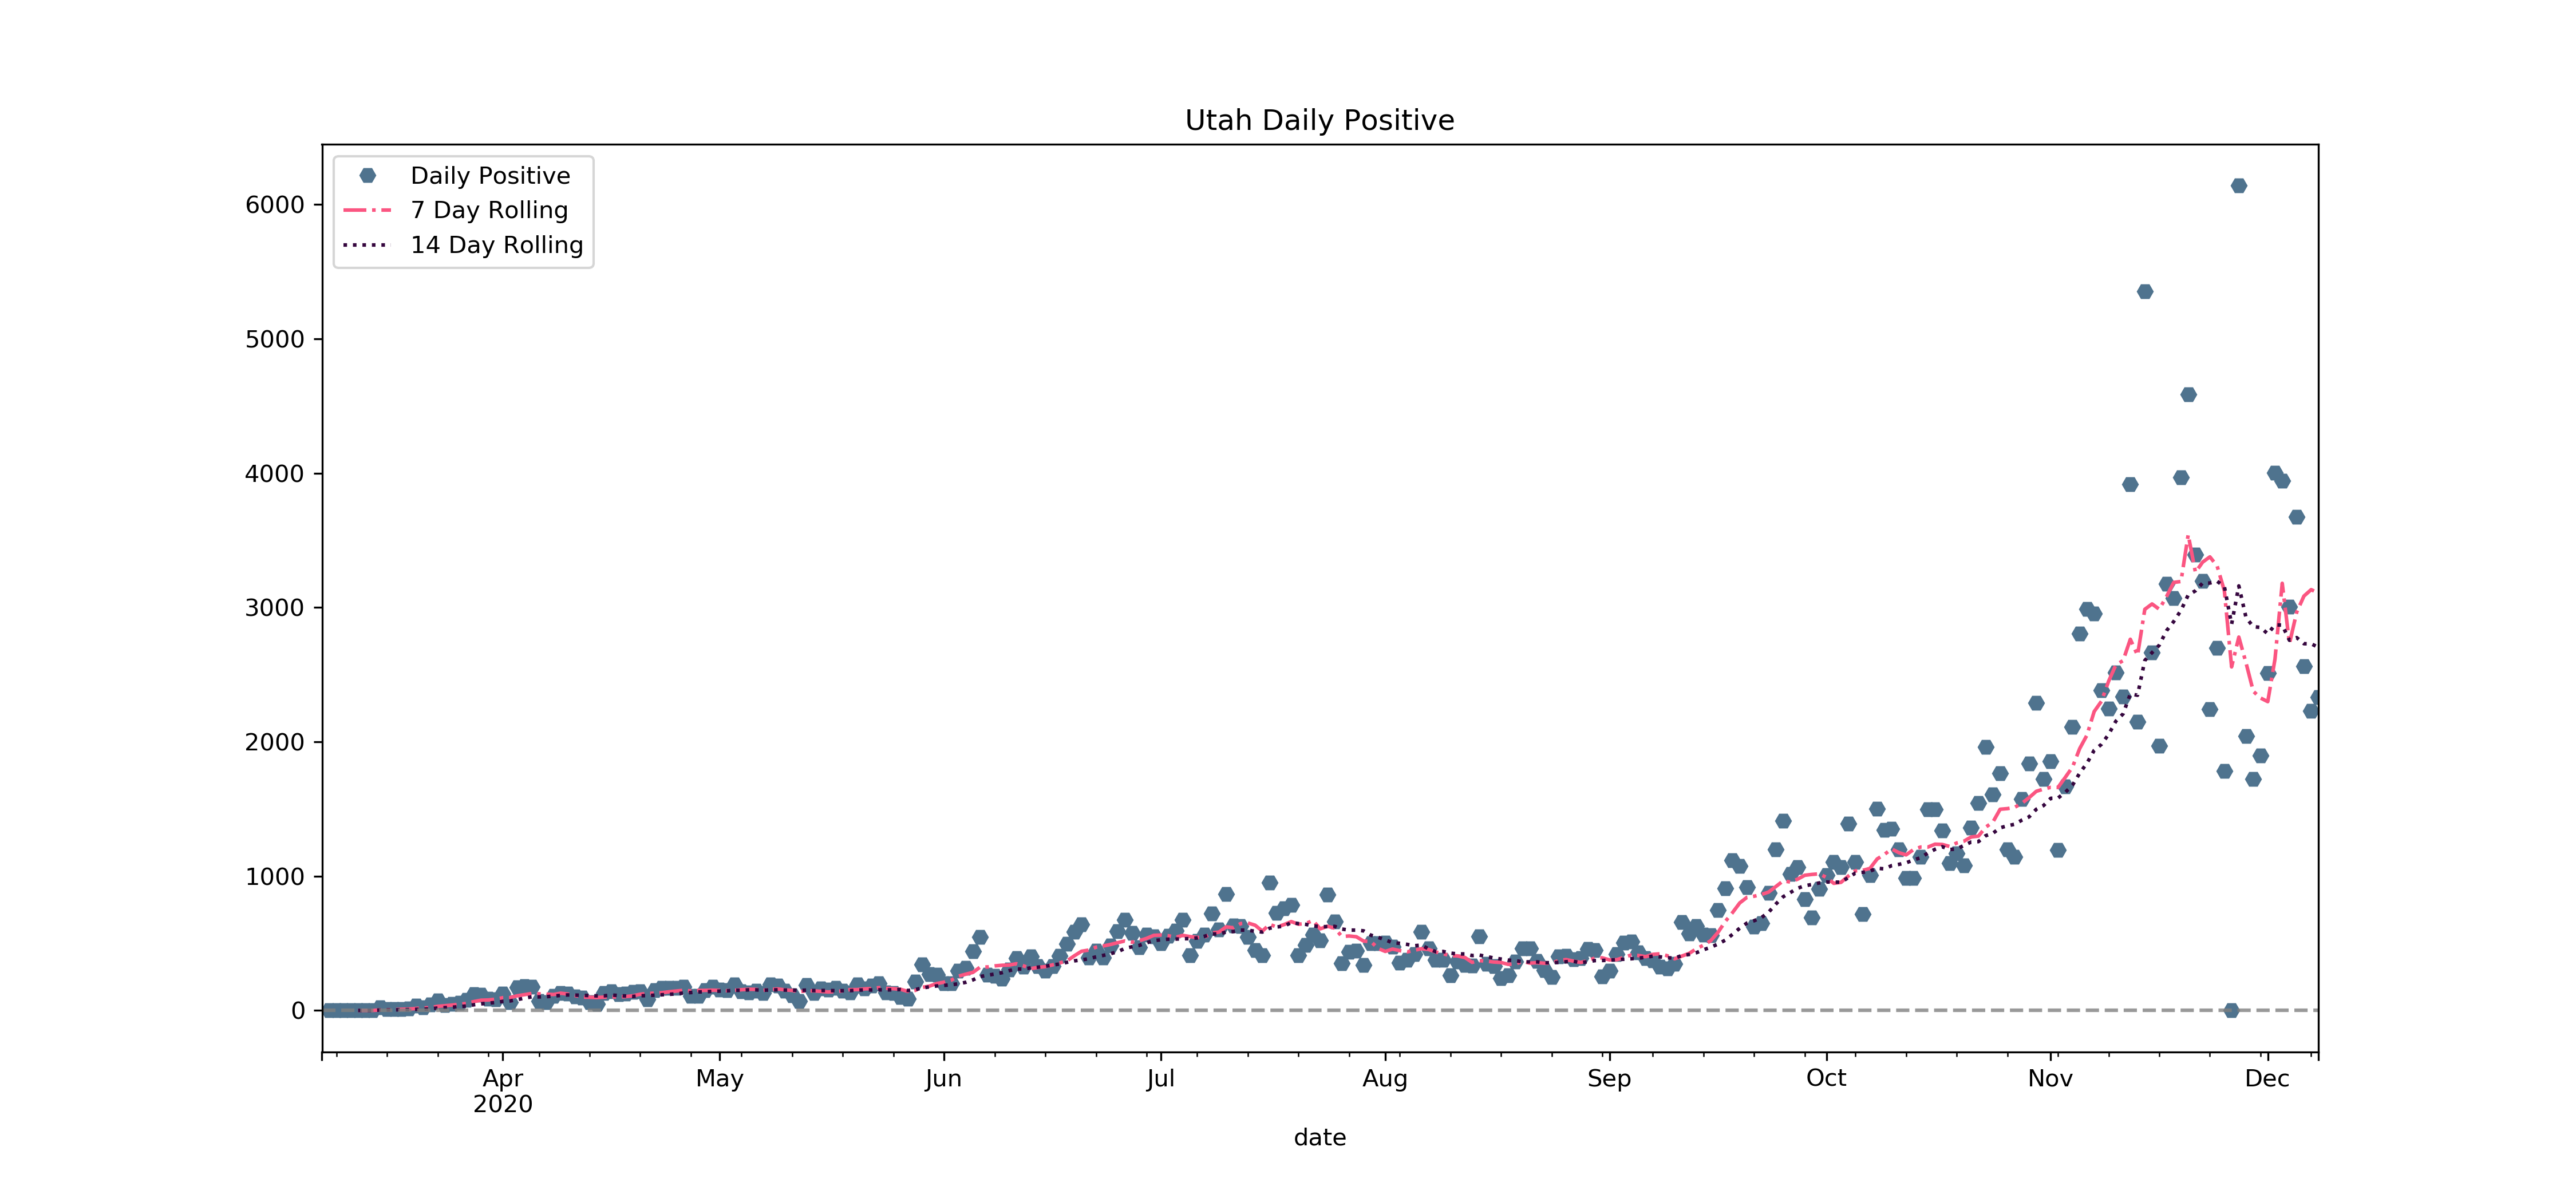 Utah Daily Positive
Daily Positive
7 Day Rolling
14 Day Rolling
6000
5000
4000
3000
2000
1000
0
Apr May Jun Jul Aug Sep Oct Nov Dec
2020
date